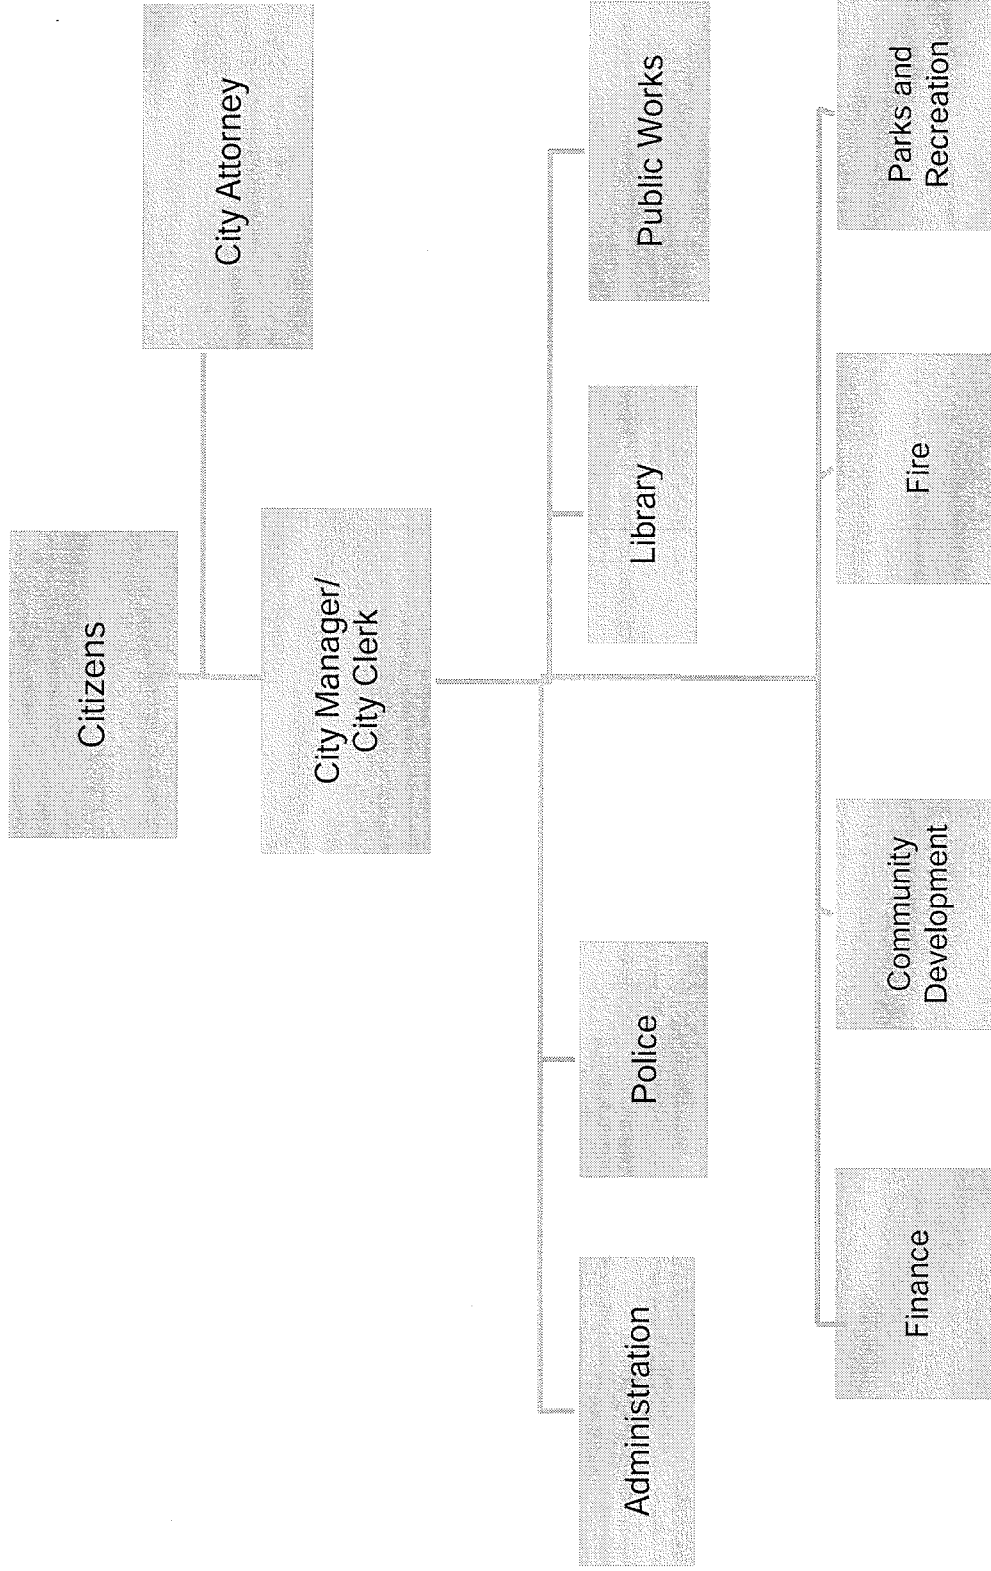 Citizens
City Attorney
City Manager/
City Clerk
Administration
Police
Library
Public Works
Finance
Community
Development
Fire
Parks and
Recreation